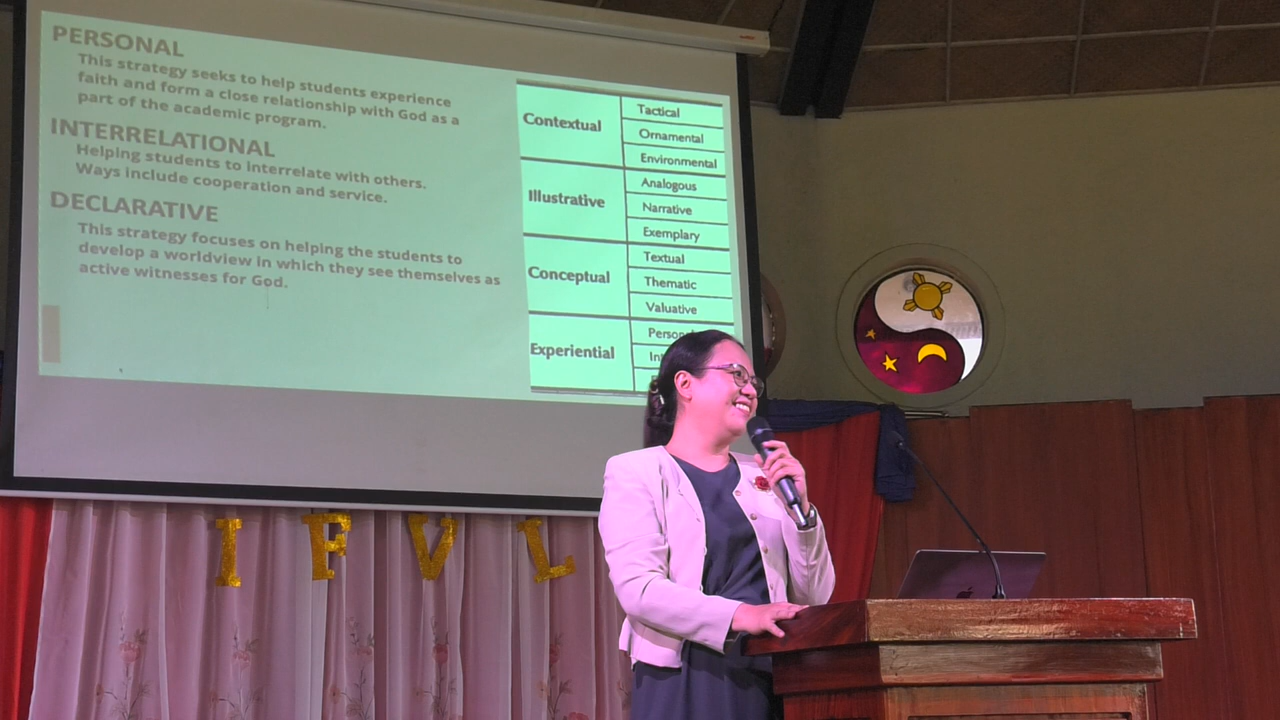 PERSONAL
This strategy seeks to help students experience
faith and form a close relationship with God as a
part of the academic program.
INTERRELATIONAL
Helping students to interrelate with others.
Ways include cooperation and service.
DECLARATIVE
This strategy focuses on helping the students to
develop a worldview in which they see themselves as
active witnesses for God.
Contextual
Tactical
Ornamental
Environmental
Illustrative
Analogous
Narrative
Exemplary
Conceptual
Textual
Thematic
Valuative
Experiential
I F V L